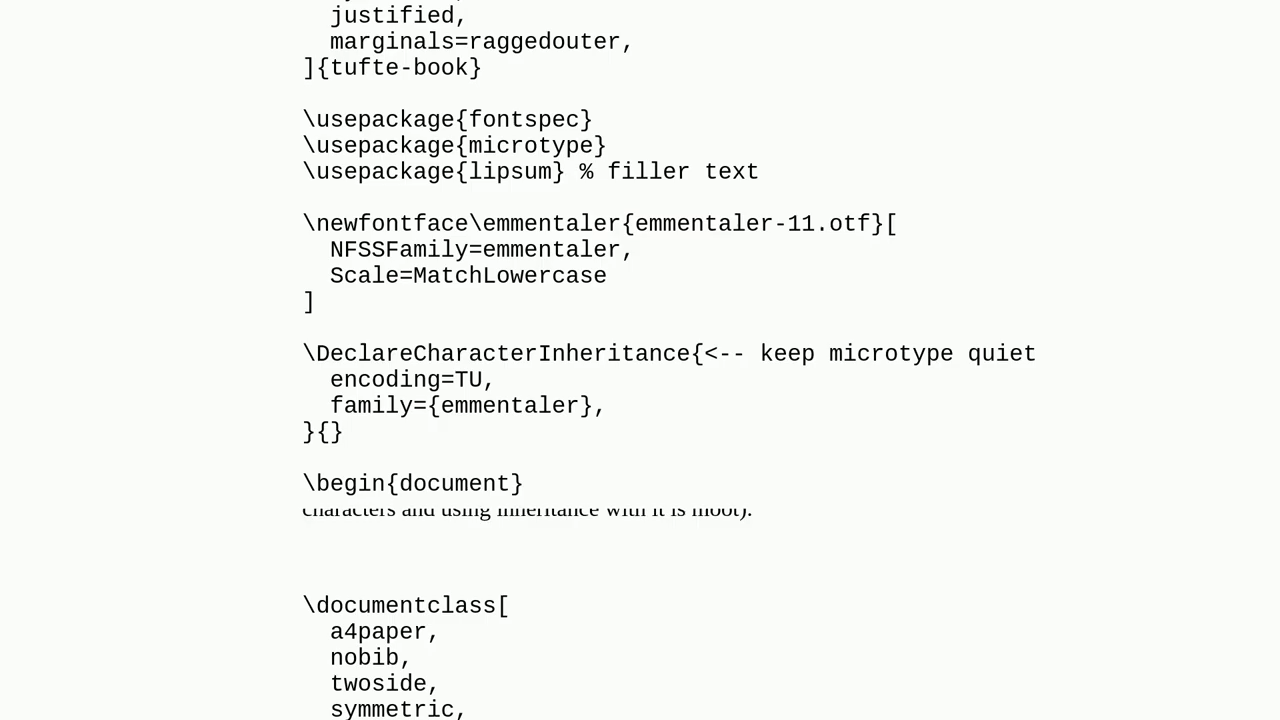 justified,
marginals=raggedouter,
]{tufte-book}
\usepackage{fontspec}
\usepackage{microtype}
\usepackage{lipsum} % filler text
\newfontface\emmentaler{emmentaler-11.otf}[
NFSSFamily=emmentaler,
Scale=MatchLowercase
]
\DeclareCharacterInheritance{<-- keep microtype quiet
encoding=TU,
family={emmentaler},
}{}
\begin{document}
characters and using inheritance with it is moot).
\documentclass[
a4paper,
nobib,
twoside,
symmetric,